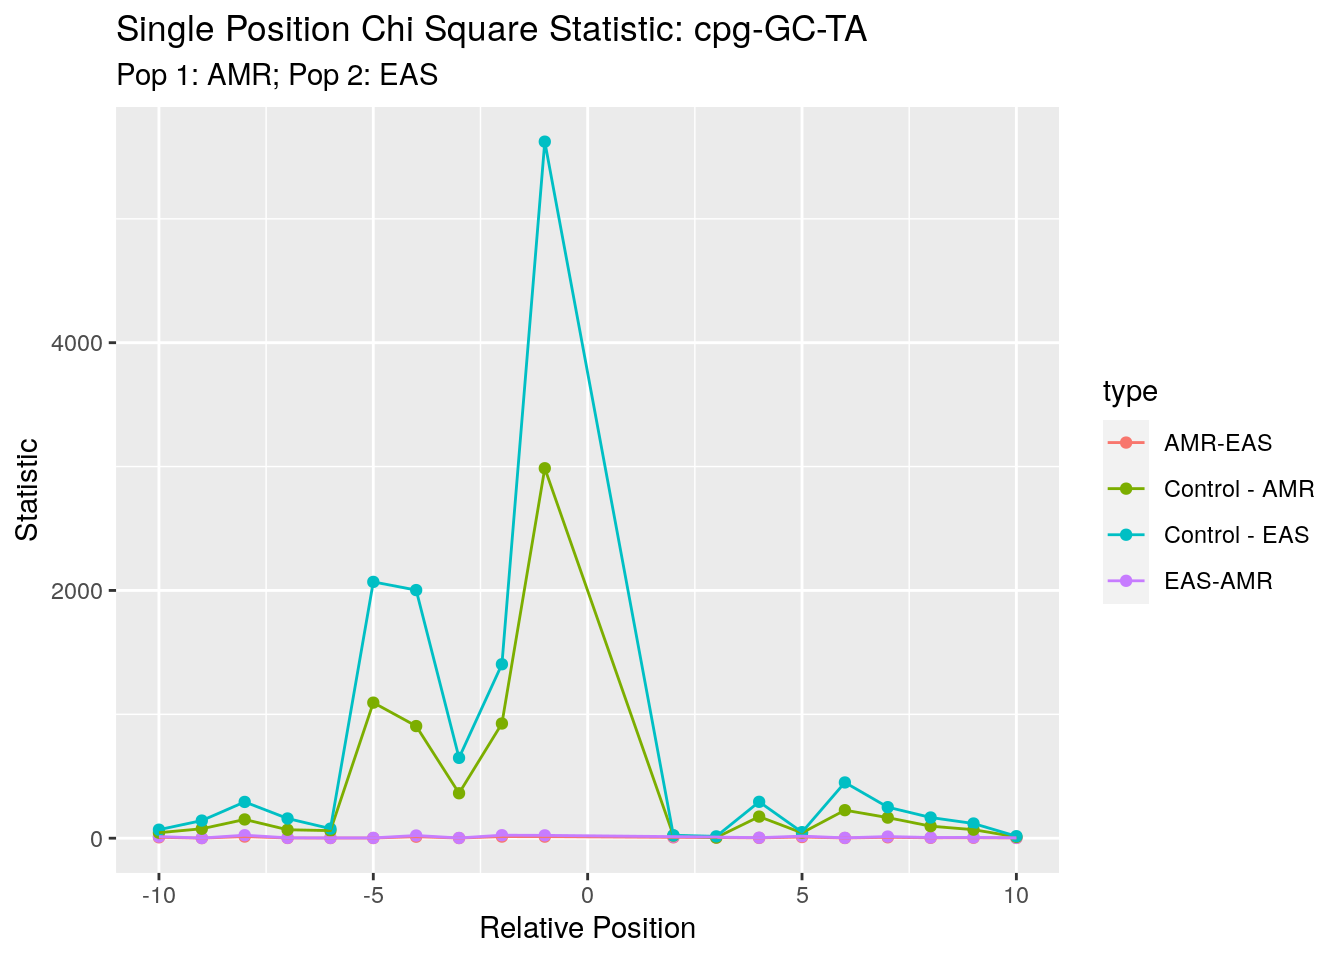 Single Position Chi Square Statistic: cpg-GC-TA
Pop 1: AMR; Pop 2: EAS
Statistic
4000
2000
0
-10
-5
0
5
10
Relative Position
type
AMR-EAS
Control - AMR
Control - EAS
EAS-AMR